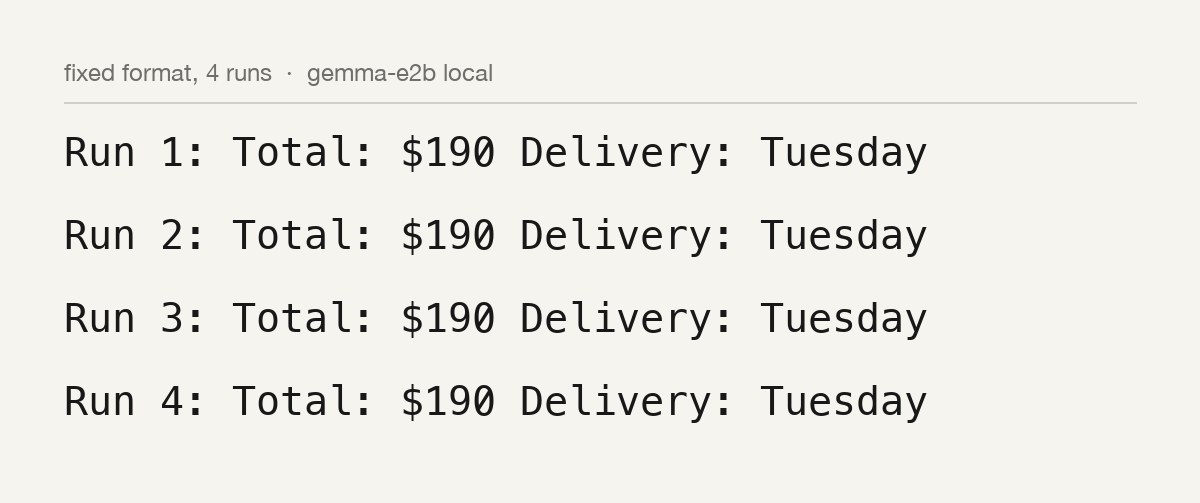 fixed format, 4 runs · gemma-e2b local
Run 1: Total: $190 Delivery: Tuesday
Run 2: Total: $190 Delivery: Tuesday
Run 3: Total: $190 Delivery: Tuesday
Run 4: Total: $190 Delivery: Tuesday